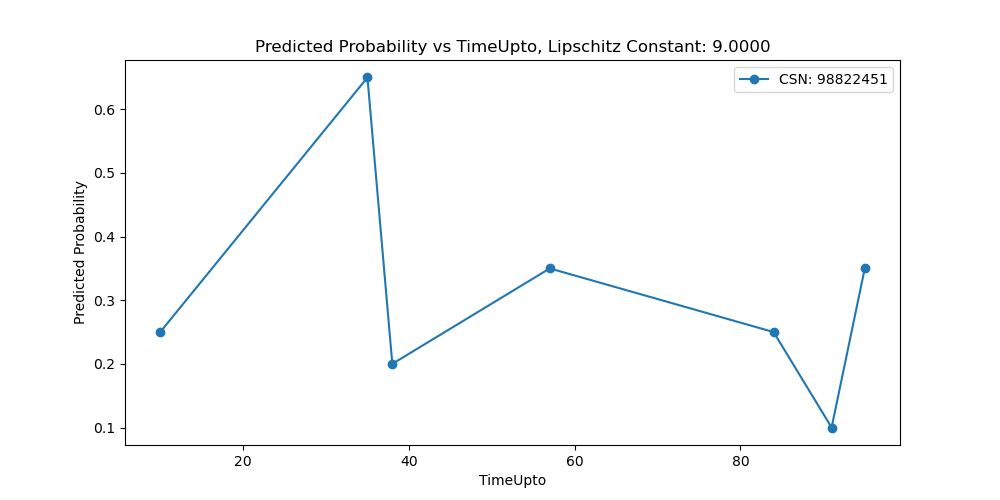 Predicted Probability vs TimeUpto, Lipschitz Constant: 9.0000
CSN: 98822451
Predicted Probability
0.6
0.5
0.4
0.3
0.2
0.1
20 40 60 80
TimeUpto